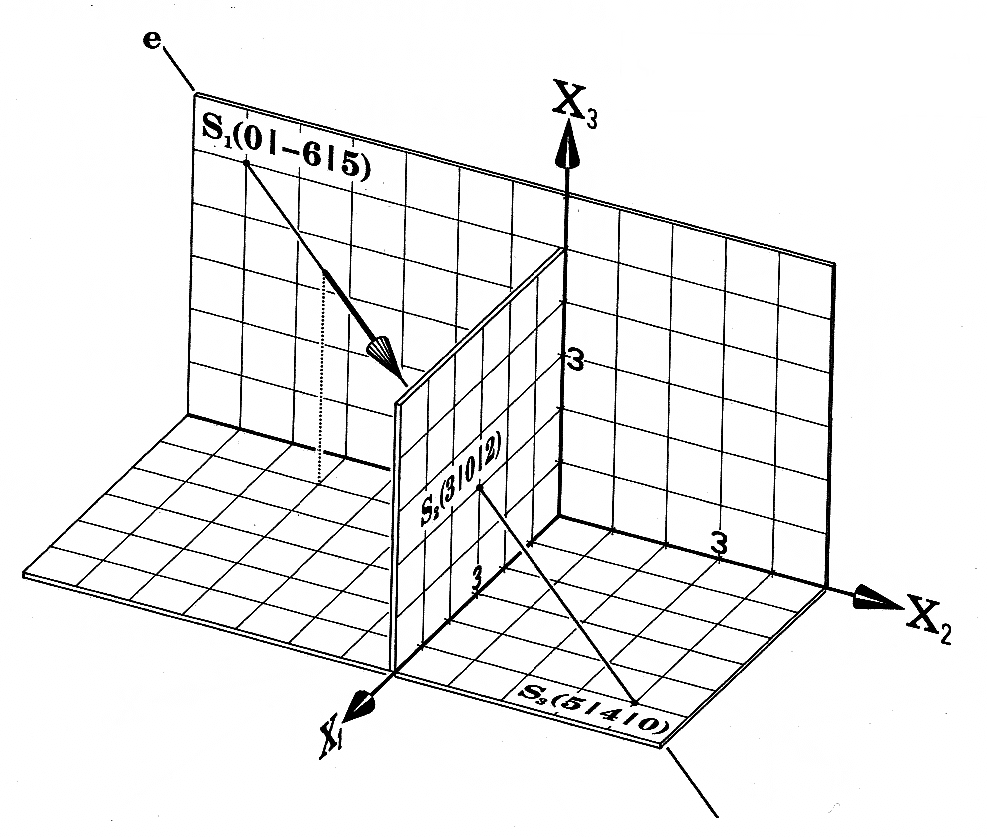 e
X₃
S₁(0|-6|5)
3
S₂(3|0|2)
3
3
X₂
S₃(5|4|0)
X₁